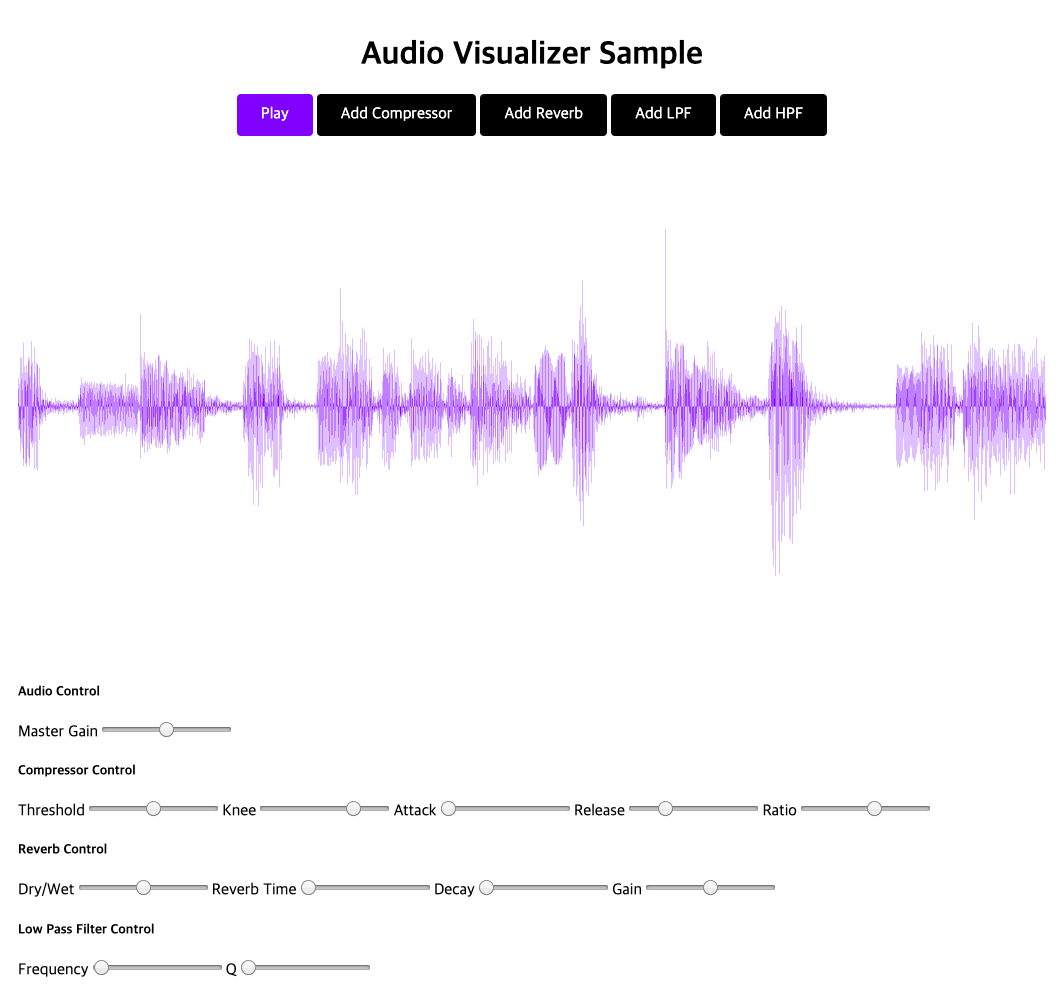 Audio Visualizer Sample
Play Add Compressor Add Reverb Add LPF Add HPF
Audio Control
Master Gain
Compressor Control
Threshold Knee Attack Release Ratio
Reverb Control
Dry/Wet Reverb Time Decay Gain
Low Pass Filter Control
Frequency Q